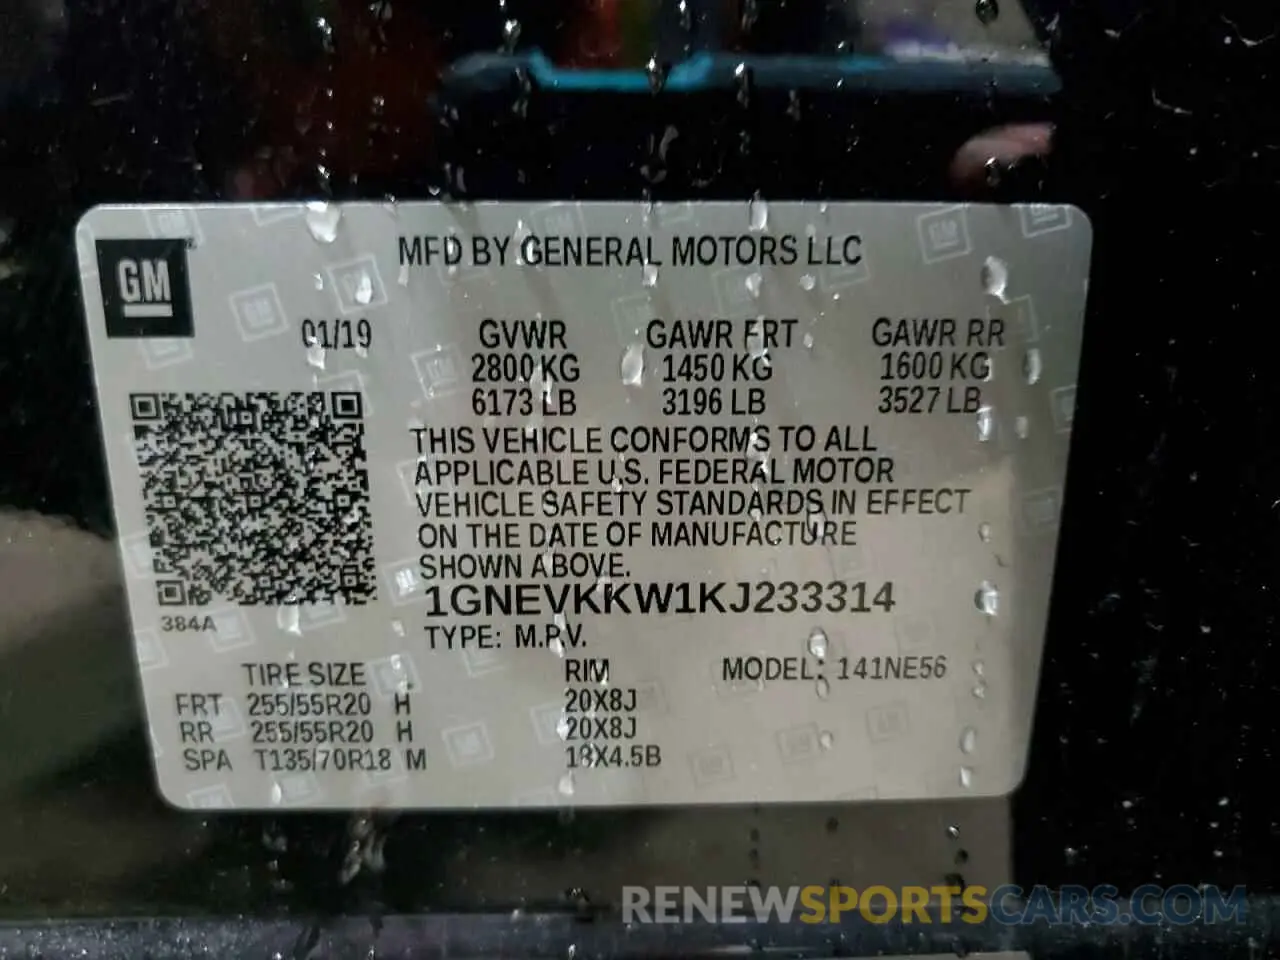 GM
MFD BY GENERAL MOTORS LLC
01/19 GVWR GAWR FRT GAWR RR
2800 KG 1450 KG 1600 KG
6173 LB 3196 LB 3527 LB
THIS VEHICLE CONFORMS TO ALL
APPLICABLE U.S. FEDERAL MOTOR
VEHICLE SAFETY STANDARDS IN EFFECT
ON THE DATE OF MANUFACTURE
SHOWN ABOVE.
1GNEVKKW1KJ233314
384A
TYPE: M.P.V.
TIRE SIZE RIM MODEL: 141NE56
FRT 255/55R20 H 20X8J
RR 255/55R20 H 20X8J
SPA T135/70R18 M 18X4.5B
RENEWSPORTSCARS.COM